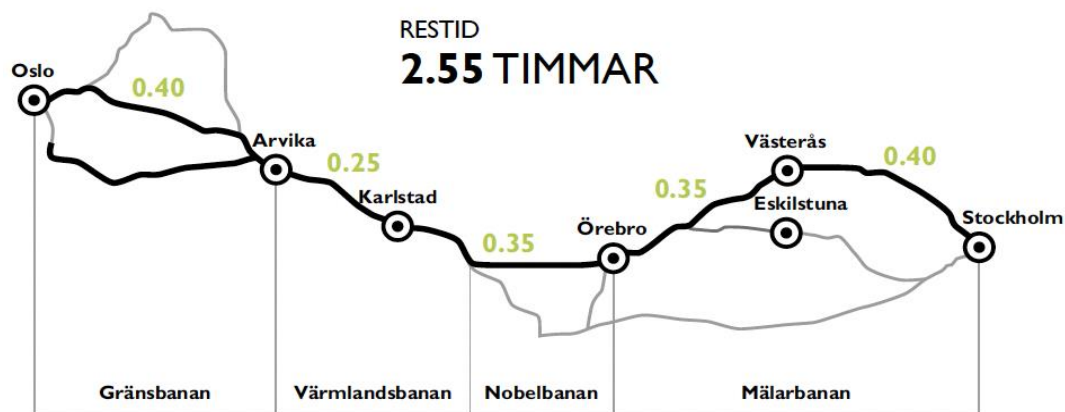 RESTID
2.55 TIMMAR
Oslo
0.40
Arvika
0.25
Karlstad
0.35
Örebro
0.35
Västerås
0.40
Eskilstuna
Stockholm
Gränsbanan
Värmlandsbanan
Nobelbanan
Mälarbanan